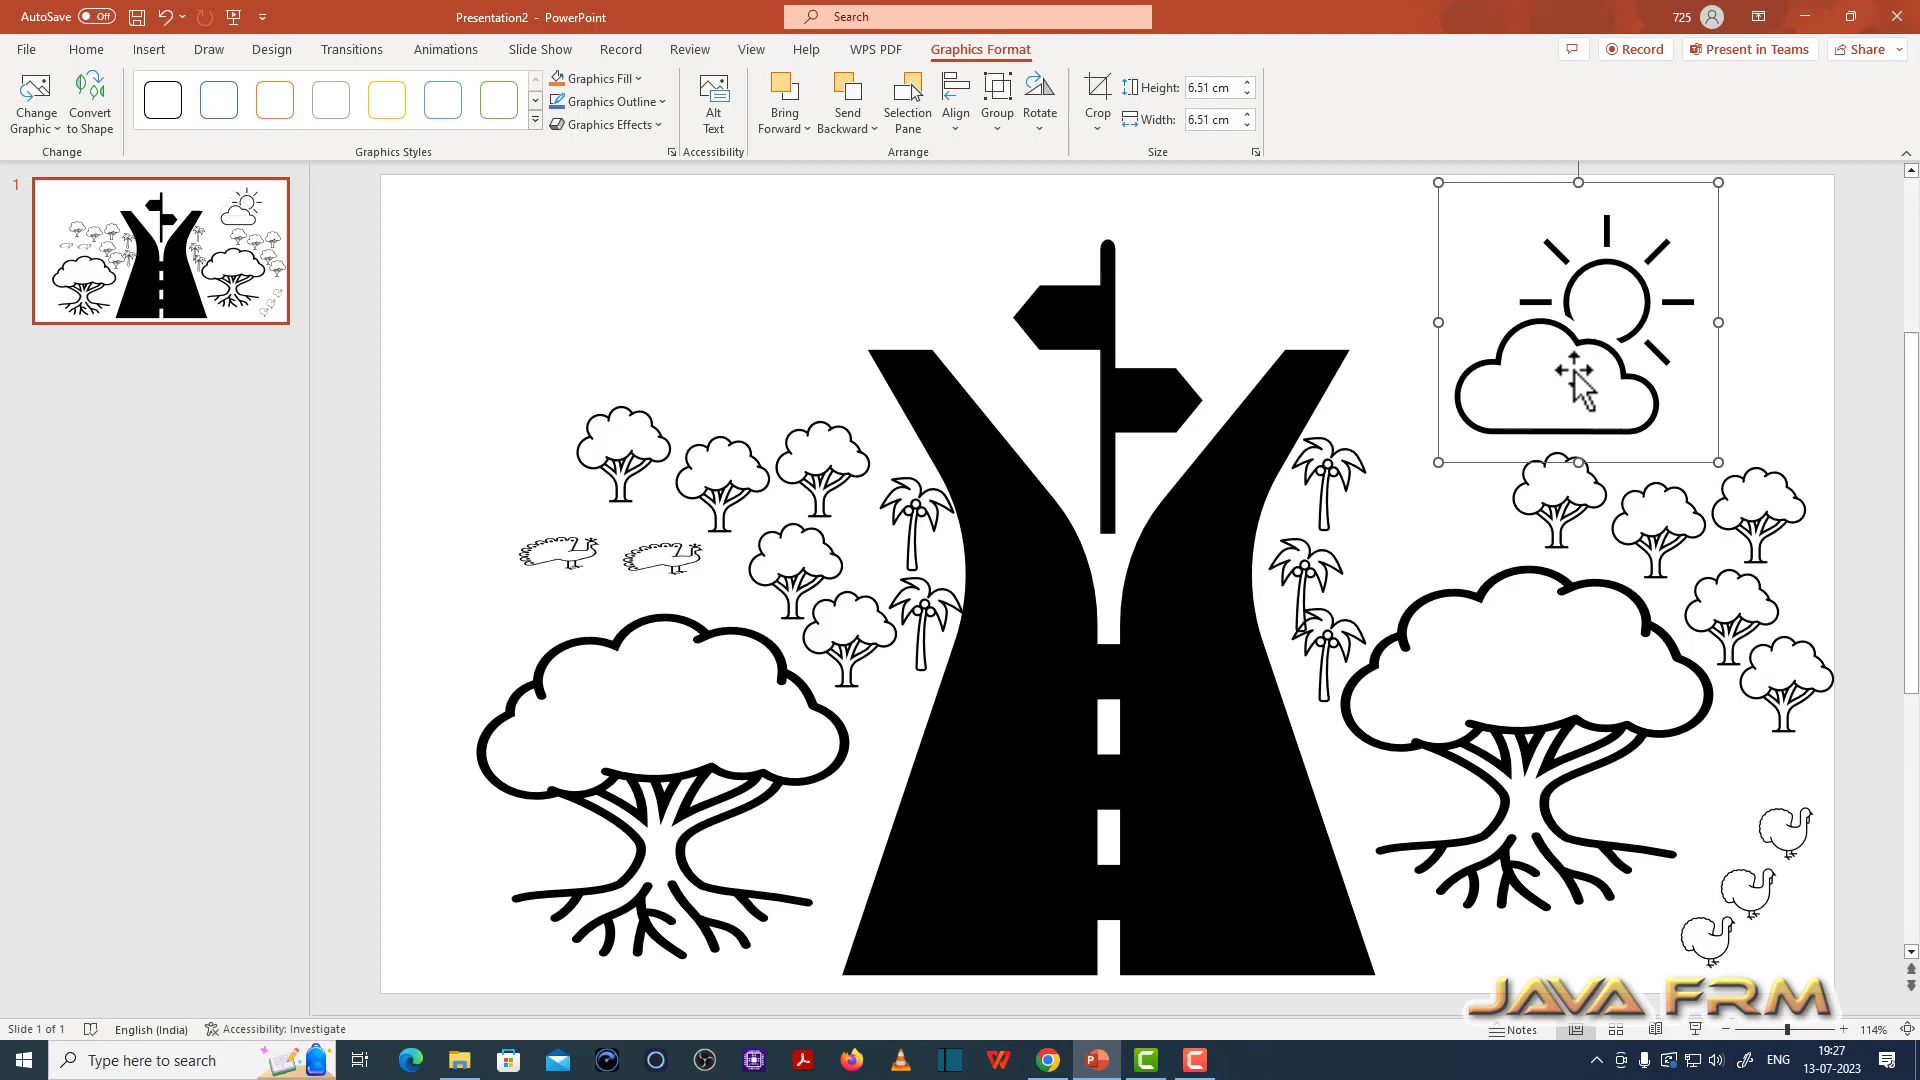 AutoSave Off
Presentation2 - PowerPoint
Search
725
File Home Insert Draw Design Transitions Animations Slide Show Record Review View Help WPS PDF Graphics Format
Record Present in Teams Share
Change Graphic
Convert to Shape
Change
Graphics Fill
Graphics Outline
Graphics Effects
Graphics Styles
Alt Text
Accessibility
Bring Forward
Send Backward
Selection Pane
Align
Group
Rotate
Arrange
Crop
Height: 6.51 cm
Width: 6.51 cm
Size
1
JAVA FRM
Slide 1 of 1 English (India) Accessibility: Investigate
Notes
114%
Type here to search
ENG
19:27
13-07-2023